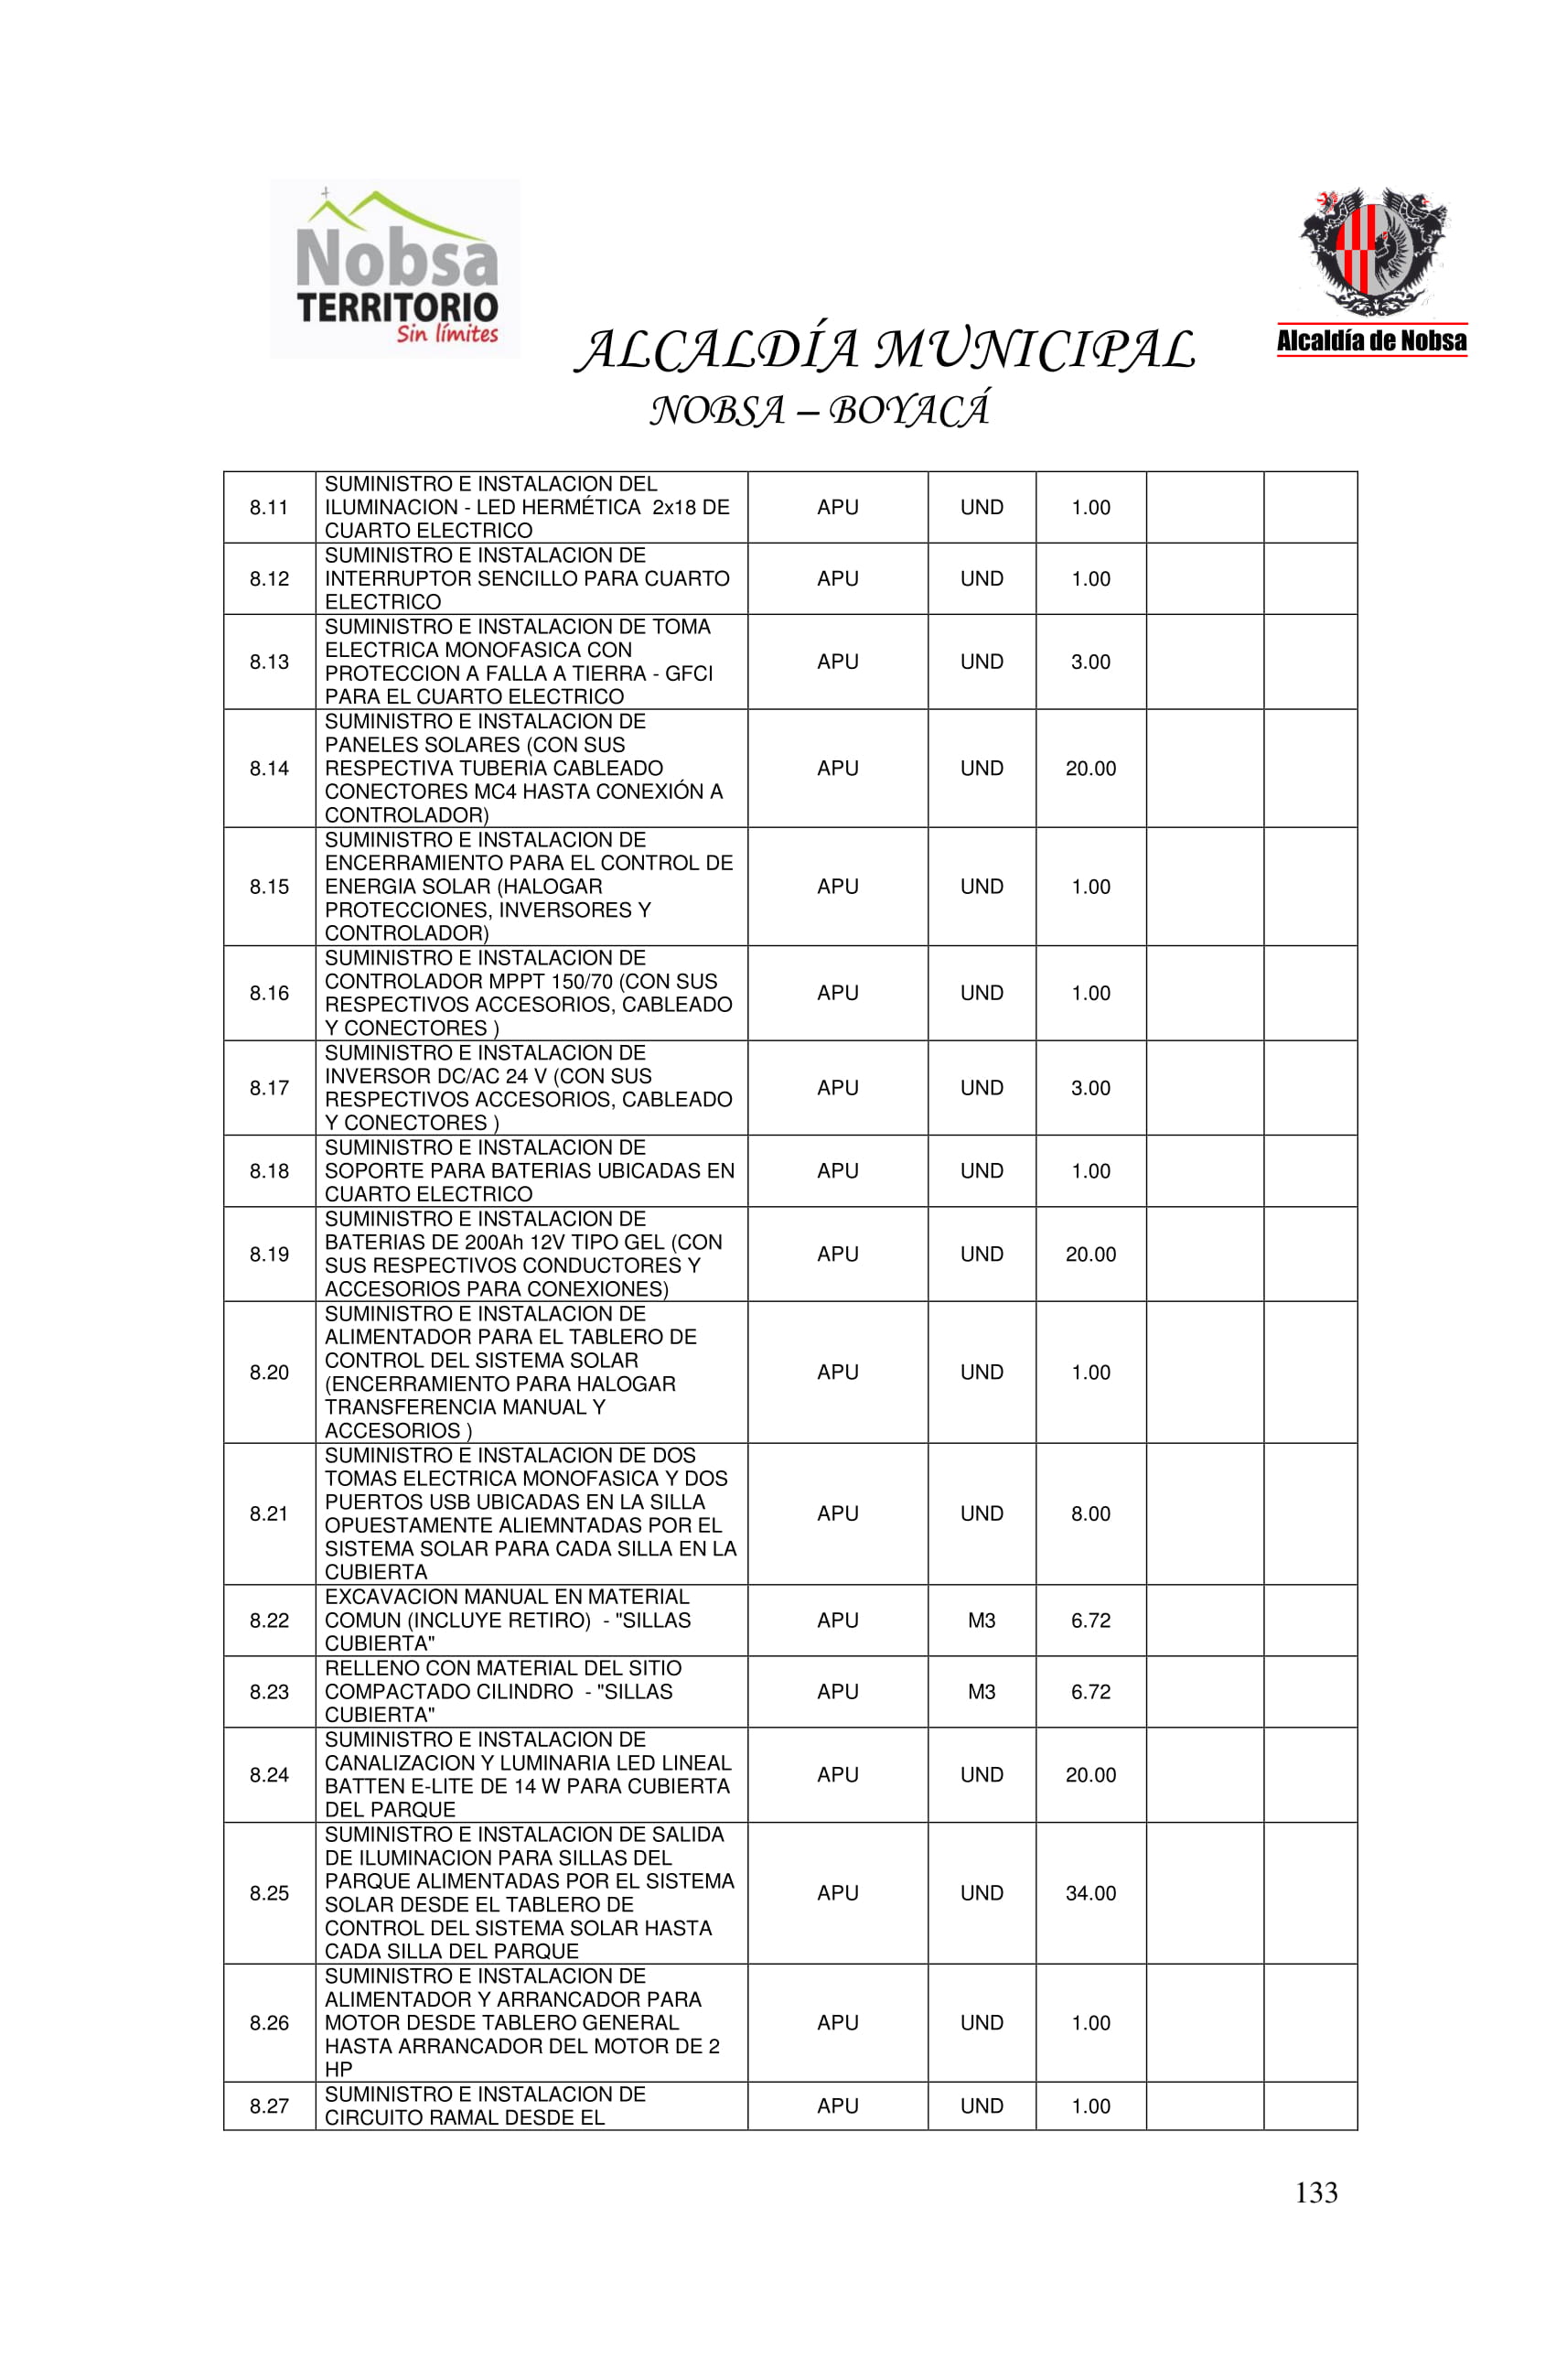 Nobsa
TERRITORIO
Sin límites
Alcaldía de Nobsa
ALCALDÍA MUNICIPAL
NOBSA – BOYACÁ
8.11 SUMINISTRO E INSTALACION DEL
ILUMINACION - LED HERMÉTICA 2x18 DE
CUARTO ELECTRICO APU UND 1.00
8.12 SUMINISTRO E INSTALACION DE
INTERRUPTOR SENCILLO PARA CUARTO
ELECTRICO APU UND 1.00
8.13 SUMINISTRO E INSTALACION DE TOMA
ELECTRICA MONOFASICA CON
PROTECCION A FALLA A TIERRA - GFCI
PARA EL CUARTO ELECTRICO APU UND 3.00
8.14 SUMINISTRO E INSTALACION DE
PANELES SOLARES (CON SUS
RESPECTIVA TUBERIA CABLEADO
CONECTORES MC4 HASTA CONEXIÓN A
CONTROLADOR) APU UND 20.00
8.15 SUMINISTRO E INSTALACION DE
ENCERRAMIENTO PARA EL CONTROL DE
ENERGIA SOLAR (HALOGAR
PROTECCIONES, INVERSORES Y
CONTROLADOR) APU UND 1.00
8.16 SUMINISTRO E INSTALACION DE
CONTROLADOR MPPT 150/70 (CON SUS
RESPECTIVOS ACCESORIOS, CABLEADO
Y CONECTORES ) APU UND 1.00
8.17 SUMINISTRO E INSTALACION DE
INVERSOR DC/AC 24 V (CON SUS
RESPECTIVOS ACCESORIOS, CABLEADO
Y CONECTORES ) APU UND 3.00
8.18 SUMINISTRO E INSTALACION DE
SOPORTE PARA BATERIAS UBICADAS EN
CUARTO ELECTRICO APU UND 1.00
8.19 SUMINISTRO E INSTALACION DE
BATERIAS DE 200Ah 12V TIPO GEL (CON
SUS RESPECTIVOS CONDUCTORES Y
ACCESORIOS PARA CONEXIONES) APU UND 20.00
8.20 SUMINISTRO E INSTALACION DE
ALIMENTADOR PARA EL TABLERO DE
CONTROL DEL SISTEMA SOLAR
(ENCERRAMIENTO PARA HALOGAR
TRANSFERENCIA MANUAL Y
ACCESORIOS ) APU UND 1.00
8.21 SUMINISTRO E INSTALACION DE DOS
TOMAS ELECTRICA MONOFASICA Y DOS
PUERTOS USB UBICADAS EN LA SILLA
OPUESTAMENTE ALIEMNTADAS POR EL
SISTEMA SOLAR PARA CADA SILLA EN LA
CUBIERTA APU UND 8.00
8.22 EXCAVACION MANUAL EN MATERIAL
COMUN (INCLUYE RETIRO) - "SILLAS
CUBIERTA" APU M3 6.72
8.23 RELLENO CON MATERIAL DEL SITIO
COMPACTADO CILINDRO - "SILLAS
CUBIERTA" APU M3 6.72
8.24 SUMINISTRO E INSTALACION DE
CANALIZACION Y LUMINARIA LED LINEAL
BATTEN E-LITE DE 14 W PARA CUBIERTA
DEL PARQUE APU UND 20.00
8.25 SUMINISTRO E INSTALACION DE SALIDA
DE ILUMINACION PARA SILLAS DEL
PARQUE ALIMENTADAS POR EL SISTEMA
SOLAR DESDE EL TABLERO DE
CONTROL DEL SISTEMA SOLAR HASTA
CADA SILLA DEL PARQUE APU UND 34.00
8.26 SUMINISTRO E INSTALACION DE
ALIMENTADOR Y ARRANCADOR PARA
MOTOR DESDE TABLERO GENERAL
HASTA ARRANCADOR DEL MOTOR DE 2
HP APU UND 1.00
8.27 SUMINISTRO E INSTALACION DE
CIRCUITO RAMAL DESDE EL APU UND 1.00
133